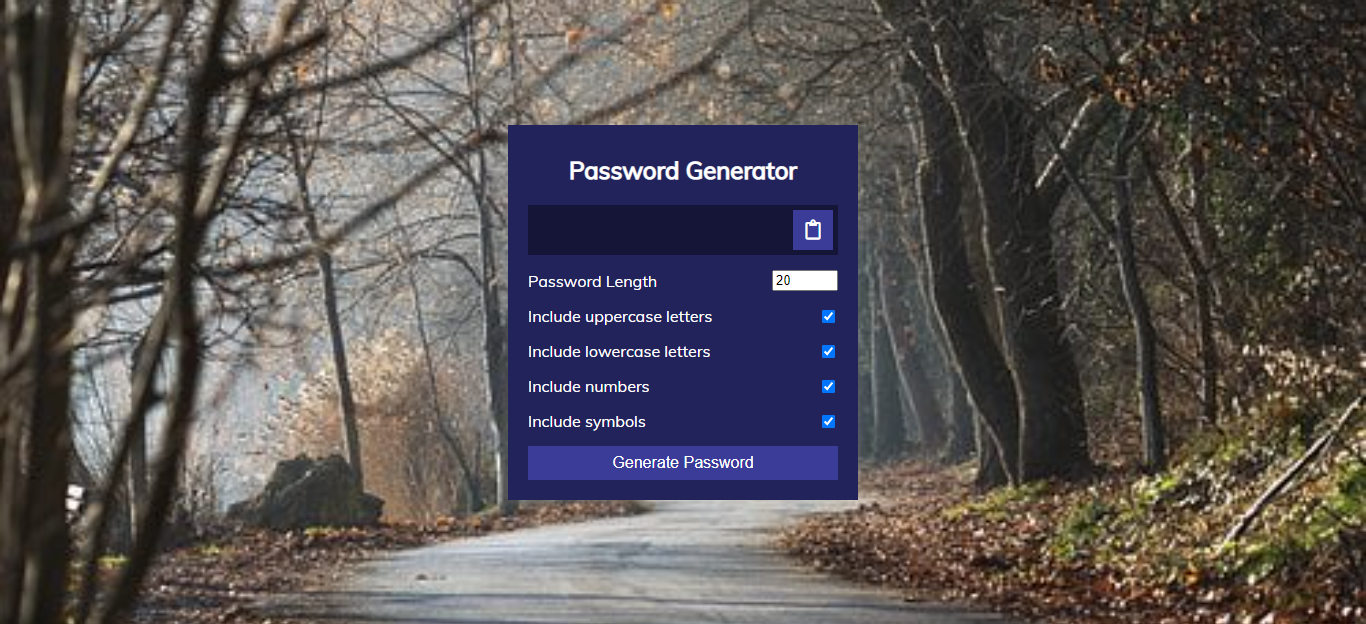 Password Generator
Password Length 20
Include uppercase letters
Include lowercase letters
Include numbers
Include symbols
Generate Password